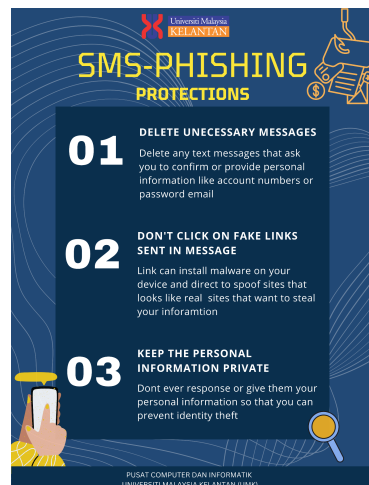 Universiti Malaysia
KELANTAN
SMS-PHISHING
PROTECTIONS
01
DELETE UNECESSARY MESSAGES
Delete any text messages that ask
you to confirm or provide personal
information like account numbers or
password email
02
DON'T CLICK ON FAKE LINKS
SENT IN MESSAGE
Link can install malware on your
device and direct to spoof sites that
looks like real sites that want to steal
your inforamtion
03
KEEP THE PERSONAL
INFORMATION PRIVATE
Dont ever response or give them your
personal information so that you can
prevent identity theft
PUSAT COMPUTER DAN INFORMATIK
UNIVERSITI MALAYSIA KELANTAN (UMK)